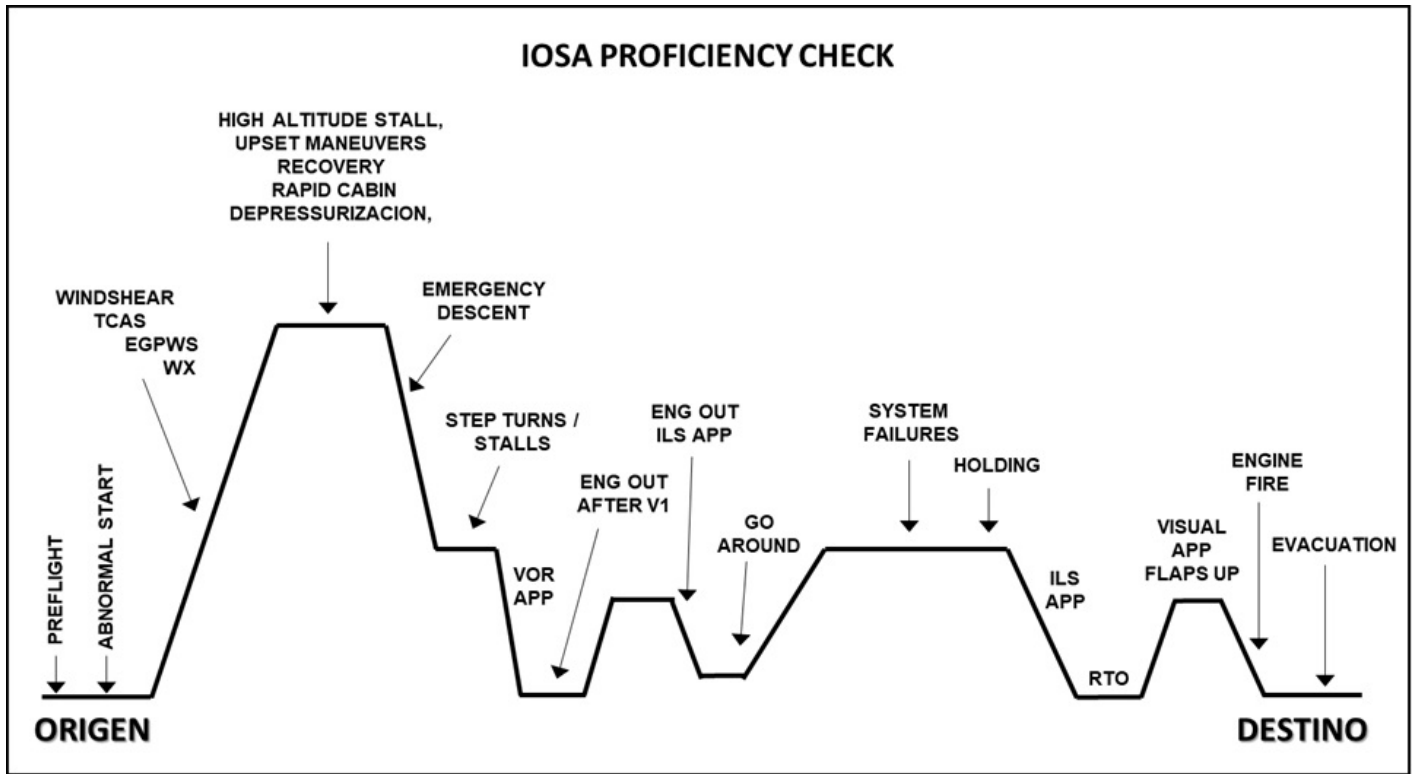 IOSA PROFICIENCY CHECK
HIGH ALTITUDE STALL,
UPSET MANEUVERS
RECOVERY
RAPID CABIN
DEPRESSURIZACION,
WINDSHEAR
TCAS
EGPWS
WX
EMERGENCY
DESCENT
PREFLIGHT
ABNORMAL START
STEP TURNS /
STALLS
VOR
APP
ENG OUT
AFTER V1
ENG OUT
ILS APP
GO
AROUND
SYSTEM
FAILURES
HOLDING
ILS
APP
RTO
VISUAL
APP
FLAPS UP
ENGINE
FIRE
EVACUATION
ORIGEN
DESTINO